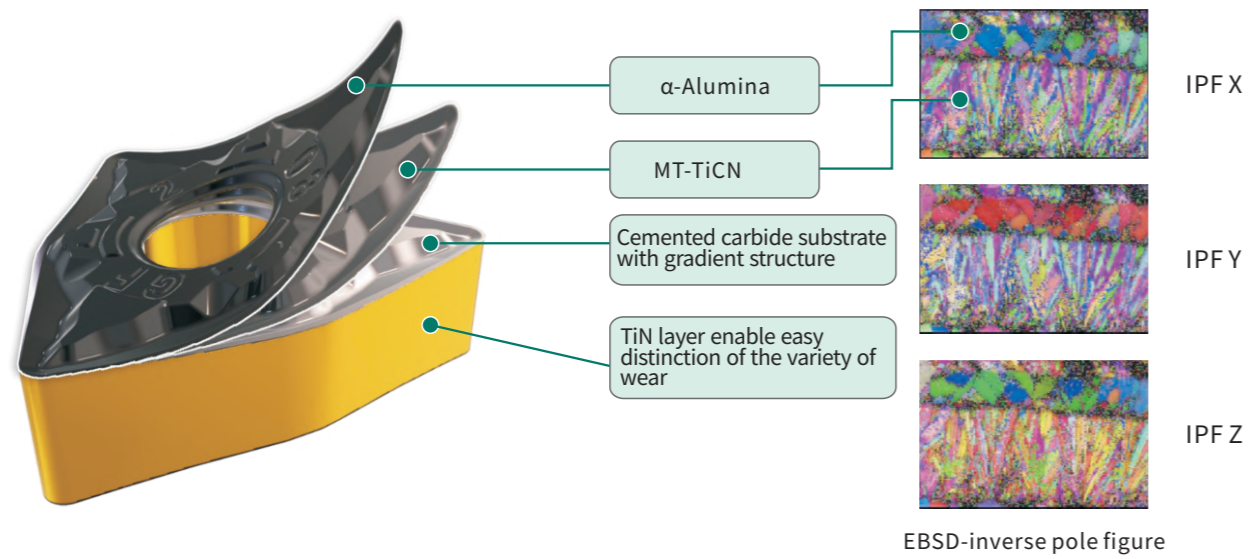 α-Alumina
MT-TiCN
Cemented carbide substrate
with gradient structure
TiN layer enable easy
distinction of the variety of
wear
IPF X
IPF Y
IPF Z
EBSD-inverse pole figure